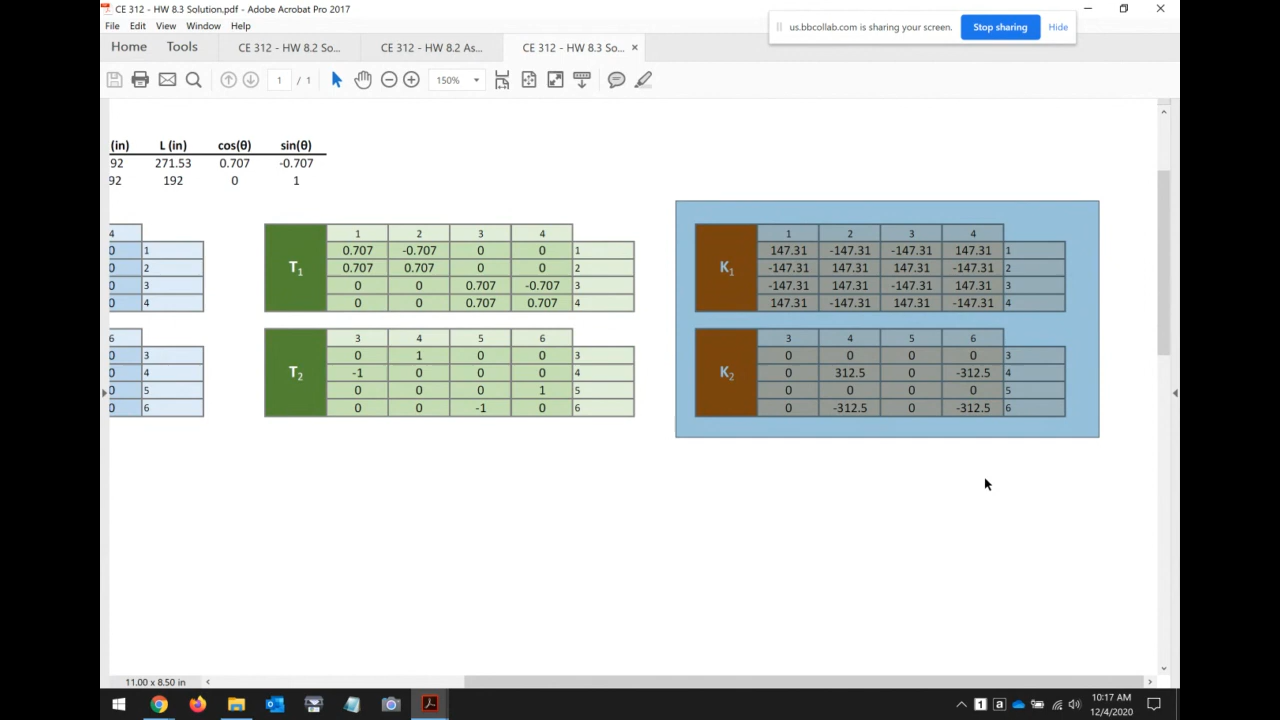 CE 312 - HW 8.3 Solution.pdf - Adobe Acrobat Pro 2017
us.bbcollab.com is sharing your screen. Stop sharing Hide
File Edit View Window Help
Home Tools CE 312 - HW 8.2 So... CE 312 - HW 8.2 As... CE 312 - HW 8.3 So... ×
1 / 1 150%
(in) L (in) cos(θ) sin(θ)
92 271.53 0.707 -0.707
92 192 0 1
4
0 1
0 2
0 3
0 4
6
0 3
0 4
0 5
0 6
T1
1 2 3 4
0.707 -0.707 0 0 1
0.707 0.707 0 0 2
0 0 0.707 -0.707 3
0 0 0.707 0.707 4
T2
3 4 5 6
0 1 0 0 3
-1 0 0 0 4
0 0 0 1 5
0 0 -1 0 6
K1
1 2 3 4
147.31 -147.31 -147.31 147.31 1
-147.31 147.31 147.31 -147.31 2
-147.31 147.31 -147.31 147.31 3
147.31 -147.31 147.31 -147.31 4
K2
3 4 5 6
0 0 0 0 3
0 312.5 0 -312.5 4
0 0 0 0 5
0 -312.5 0 -312.5 6
11.00 x 8.50 in
1 a 10:17 AM
12/4/2020